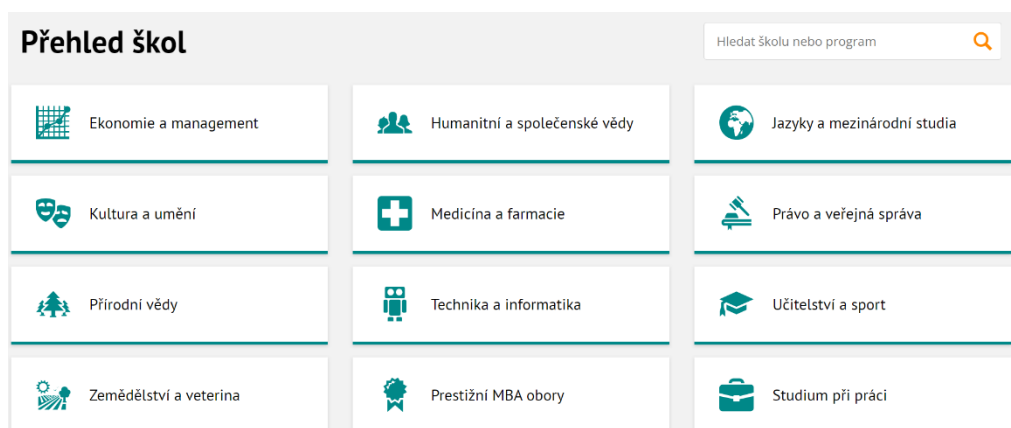 Přehled škol
Hledat školu nebo program
Ekonomie a management
Humanitní a společenské vědy
Jazyky a mezinárodní studia
Kultura a umění
Medicína a farmacie
Právo a veřejná správa
Přírodní vědy
Technika a informatika
Učitelství a sport
Zemědělství a veterina
Prestižní MBA obory
Studium při práci